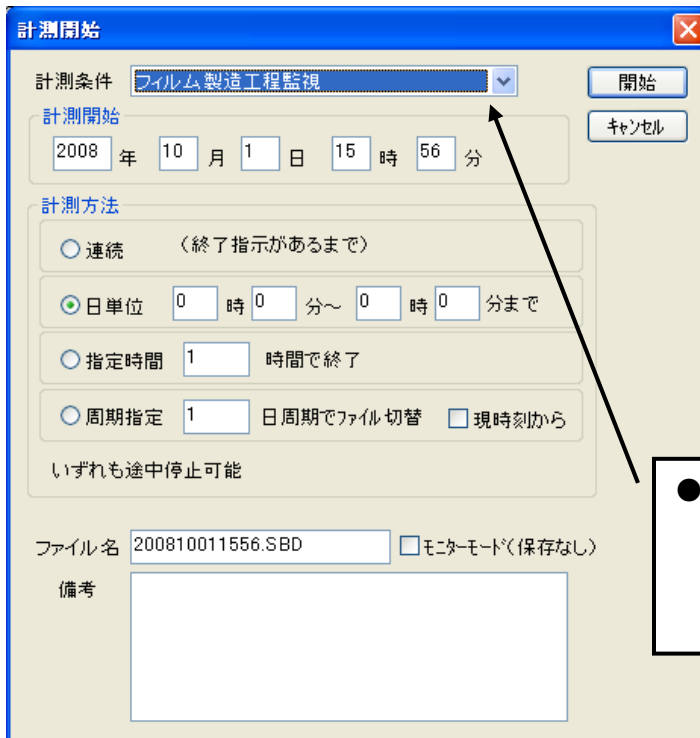 計測開始
計測条件 フィルム製造工程監視 開始
計測開始 キャンセル
2008 年 10 月 1 日 15 時 56 分
計測方法
連続 (終了指示があるまで)
日単位 0 時 0 分～ 0 時 0 分まで
指定時間 1 時間で終了
周期指定 1 日周期でファイル切替 現時刻から
いずれも途中停止可能
●
ファイル名 200810011556.SBD モニターモード(保存なし)
備考